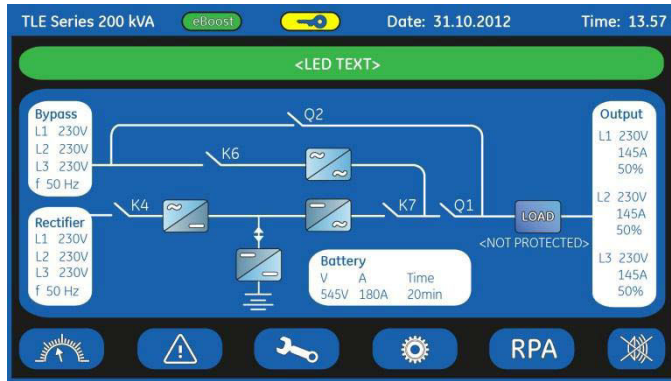 TLE Series 200 kVA eBoost Date: 31.10.2012 Time: 13.57
<LED TEXT>
Bypass
L1 230V
L2 230V
L3 230V
f 50 Hz
Q2
K6
Rectifier
L1 230V
L2 230V
L3 230V
f 50 Hz
K4
K7
Q1
LOAD
<NOT PROTECTED>
Battery
V A Time
545V 180A 20min
Output
L1 230V
145A
50%
L2 230V
145A
50%
L3 230V
145A
50%
RPA